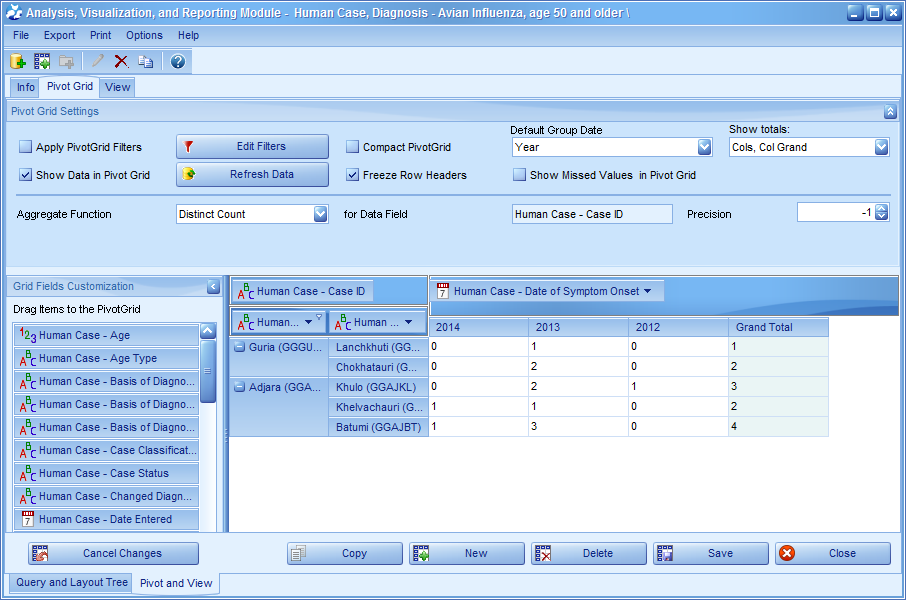 Analysis, Visualization, and Reporting Module - Human Case, Diagnosis - Avian Influenza, age 50 and older \
File Export Print Options Help
Info Pivot Grid View
Pivot Grid Settings
Default Group Date Show totals:
Apply PivotGrid Filters Edit Filters Compact PivotGrid Year Cols, Col Grand
Show Data in Pivot Grid Refresh Data Freeze Row Headers Show Missed Values in Pivot Grid
Aggregate Function Distinct Count for Data Field Human Case - Case ID Precision -1
Grid Fields Customization
Drag Items to the PivotGrid
Human Case - Age
Human Case - Age Type
Human Case - Basis of Diagno...
Human Case - Basis of Diagno...
Human Case - Basis of Diagno...
Human Case - Case Classificat...
Human Case - Case Status
Human Case - Changed Diagn...
Human Case - Date Entered
Human Case - Case ID Human Case - Date of Symptom Onset
Human... Human ... 2014 2013 2012 Grand Total
Guria (GGGU... Lanchkhuti (GG... 0 1 0 1
Chokhatauri (G... 0 2 0 2
Adjara (GGA... Khulo (GGAJKL) 0 2 1 3
Khelvachauri (G... 1 1 0 2
Batumi (GGAJBT) 1 3 0 4
Cancel Changes Copy New Delete Save Close
Query and Layout Tree Pivot and View